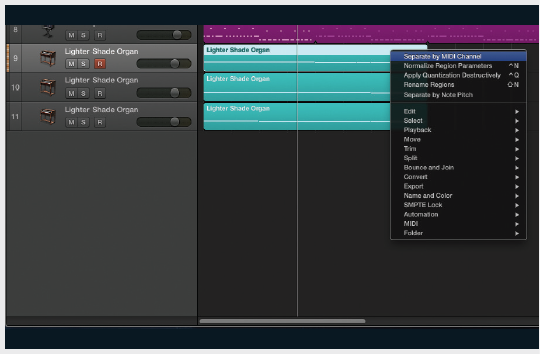 8
M S R
Lighter Shade Organ
9
M S R
Lighter Shade Organ
10
M S R
Lighter Shade Organ
11
M S R
Lighter Shade Organ
Lighter Shade Organ
Lighter Shade Organ
Separate by MIDI Channel
Normalize Region Parameters ^N
Apply Quantization Destructively ^Q
Rename Regions ⇧N
Separate by Note Pitch
Edit
Select
Playback
Move
Trim
Split
Bounce and Join
Convert
Export
Name and Color
SMPTE Lock
Automation
MIDI
Folder